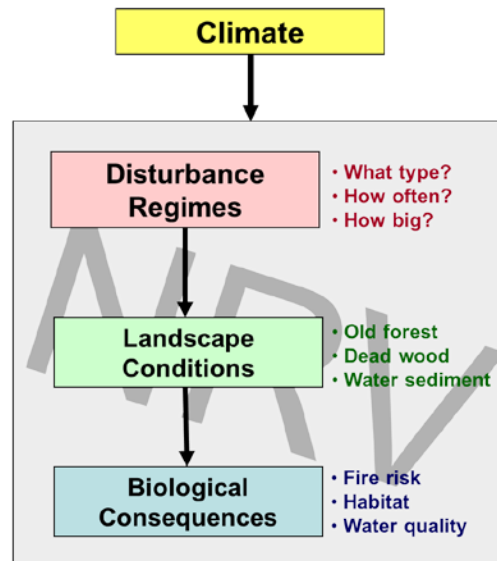 Climate
Disturbance
Regimes
• What type?
• How often?
• How big?
NRV
Landscape
Conditions
• Old forest
• Dead wood
• Water sediment
Biological
Consequences
• Fire risk
• Habitat
• Water quality